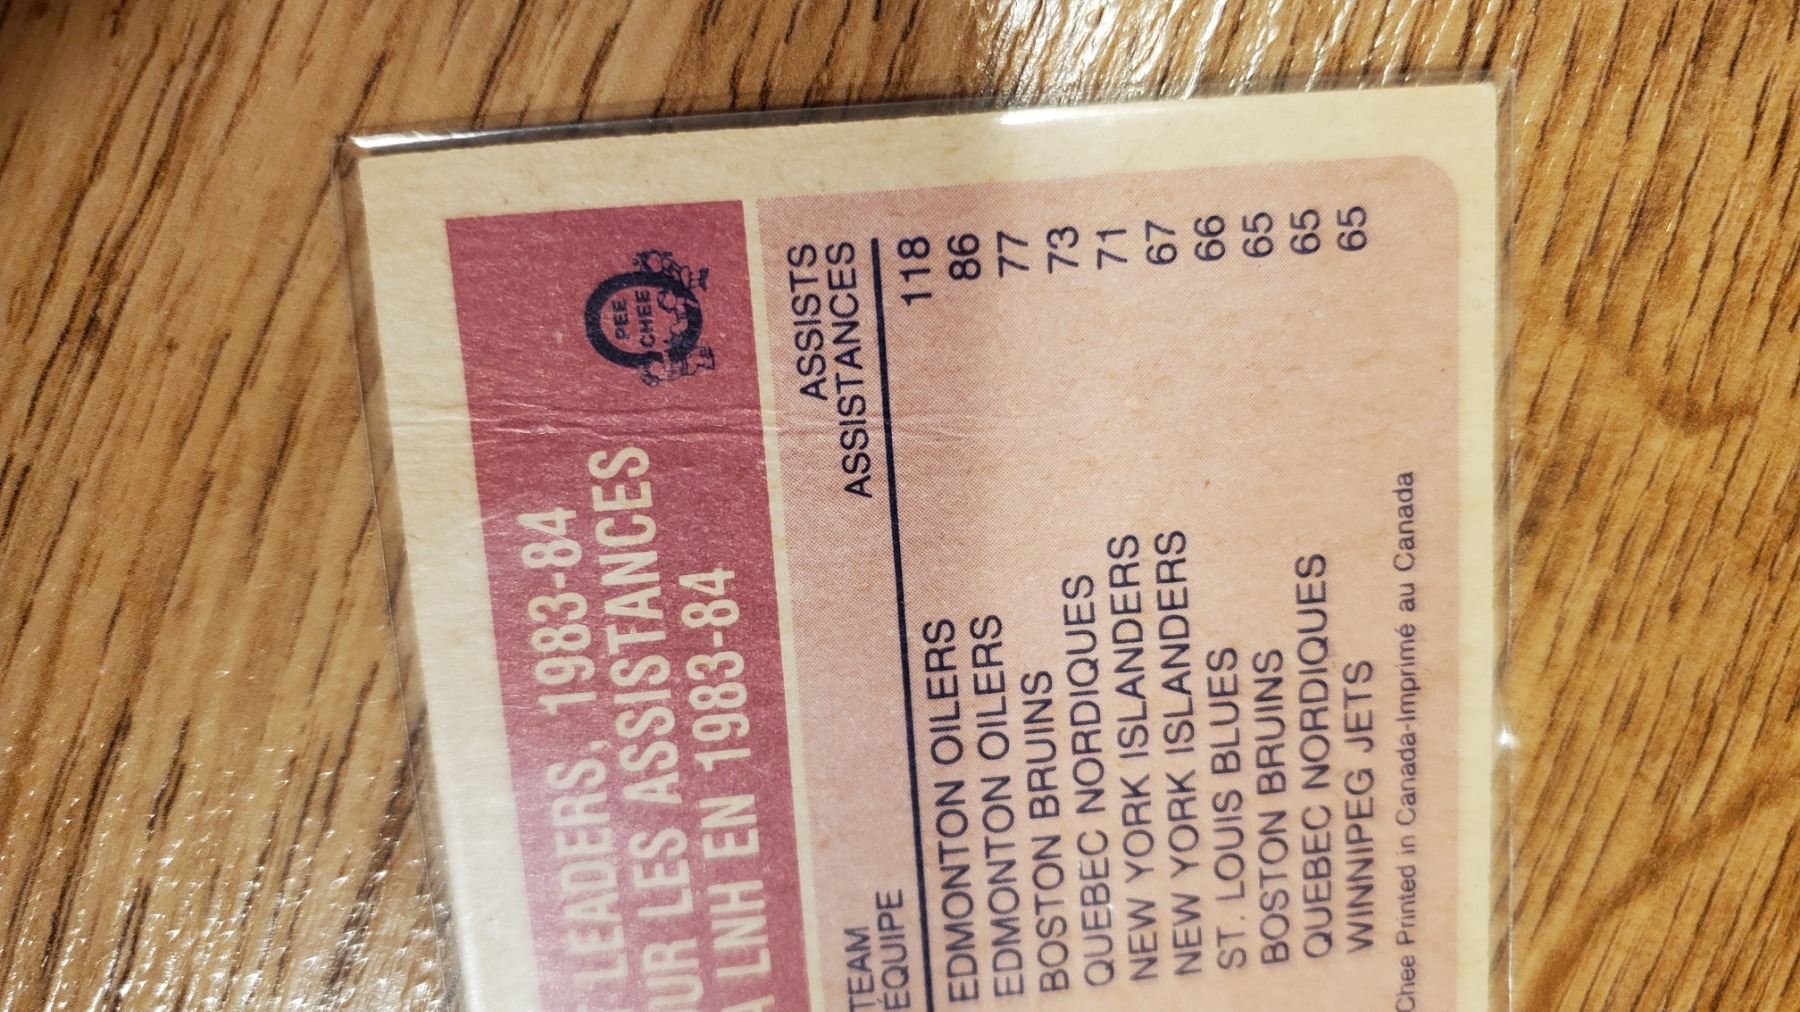 LEADERS, 1983-84
LES ASSISTANCES
LNH EN 1983-84
PEE
CHEE
TEAM ASSISTS
ÉQUIPE ASSISTANCES
EDMONTON OILERS 118
EDMONTON OILERS 86
BOSTON BRUINS 77
QUEBEC NORDIQUES 73
NEW YORK ISLANDERS 71
NEW YORK ISLANDERS 67
ST. LOUIS BLUES 66
BOSTON BRUINS 65
QUEBEC NORDIQUES 65
WINNIPEG JETS 65
Chee Printed in Canada-Imprimé au Canada